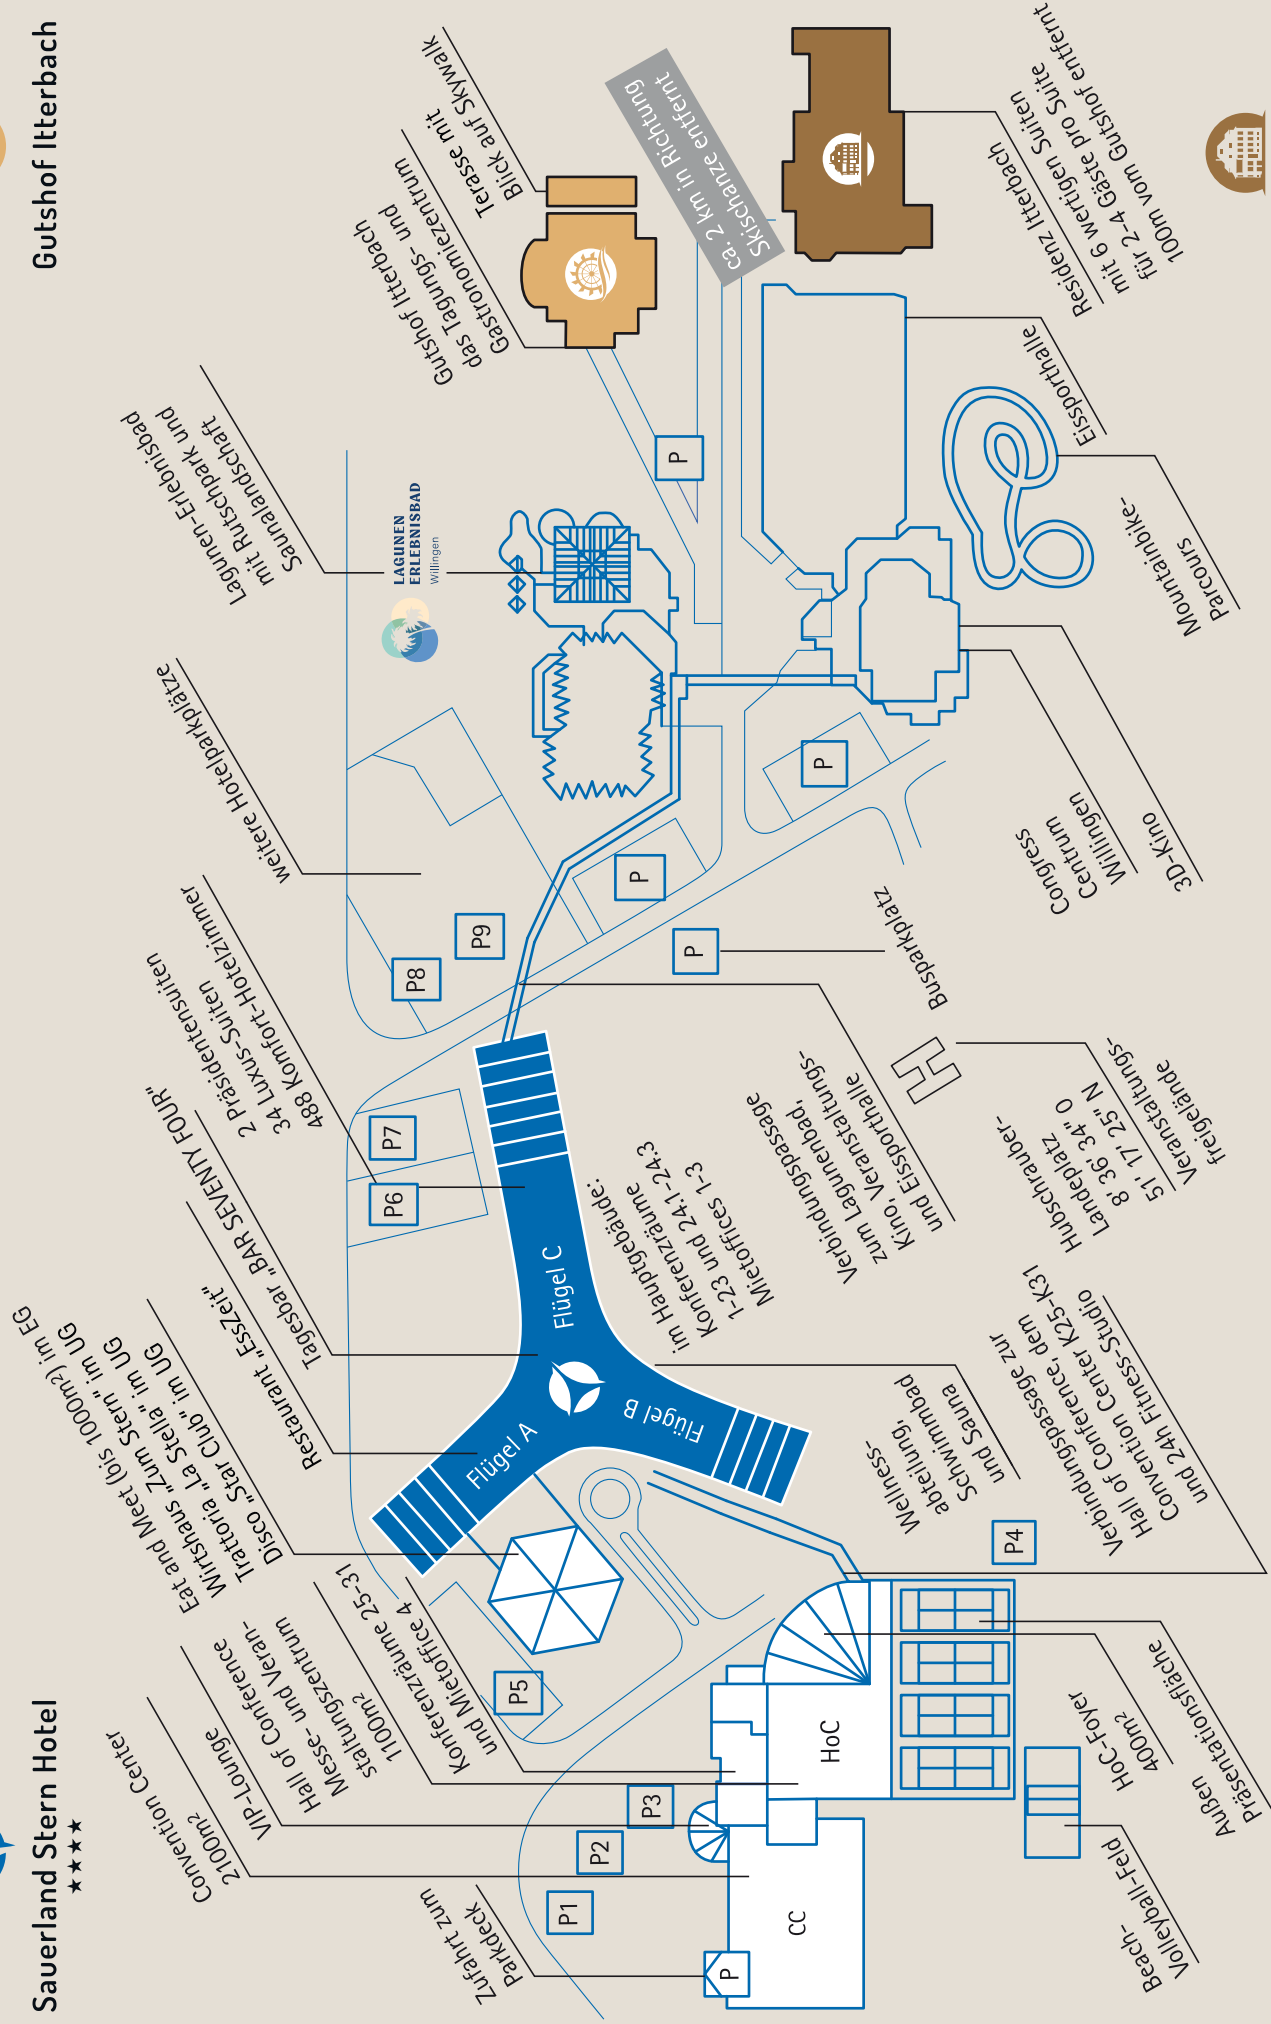 Sauerland Stern Hotel
★★★★
Gutshof Itterbach
Zufahrt zum
Parkdeck
Convention Center
2100m²
VIP-Lounge
Hall of Conference
Messe- und Veran-
staltungszentrum
1100m²
Konferenzräume 25-31
und Mietoffice 4
Eat and Meet (bis 1000m²) im EG
Wirtshaus „Zum Stern" im UG
Trattoria „La Stella" im UG
Disco „Star Club" im UG
Restaurant „EssZeit"
Tagesbar „BAR SEVENTY FOUR"
2 Präsidentensuiten
34 Luxus-Suiten
488 Komfort-Hotelzimmer
weitere Hotelparkplätze
Lagunen-Erlebnisbad
mit Rutschpark und
Saunalandschaft
LAGUNEN
ERLEBNISBAD
Willingen
Gutshof Itterbach
das Tagungs- und
Gastronomiezentrum
Terasse mit
Blick auf Skywalk
ca. 2 km in Richtung
Skischanze entfernt
P1
P2
P3
P5
P6
P7
P8
P9
P
P
P
P
P
P4
CC
HoC
Flügel A
Flügel B
Flügel C
im Hauptgebäude:
Konferenzräume
1-23 und 24.1-24.3
Mietoffices 1-3
Verbindungspassage
zum Lagunenbad,
Kino, Veranstaltungs-
und Eissporthalle
Busparkplatz
H
Hubschrauber-
Landeplatz
8° 36' 34" O
51° 17' 25" N
Veranstaltungs-
freigelände
Wellness-
abteilung,
Schwimmbad
und Sauna
Verbindungspassage zur
Hall of Conference, dem
Convention Center K25-K31
und 24h Fitness-Studio
Beach-
Volleyball-Feld
Außen
Präsentationsfläche
HoC-Foyer
400m²
Congress
Centrum
Willingen
3D-Kino
Mountainbike-
Parcours
Eissporthalle
Residenz Itterbach
mit 6 wertigen Suiten
für 2-4 Gäste pro Suite
100m vom Gutshof entfernt